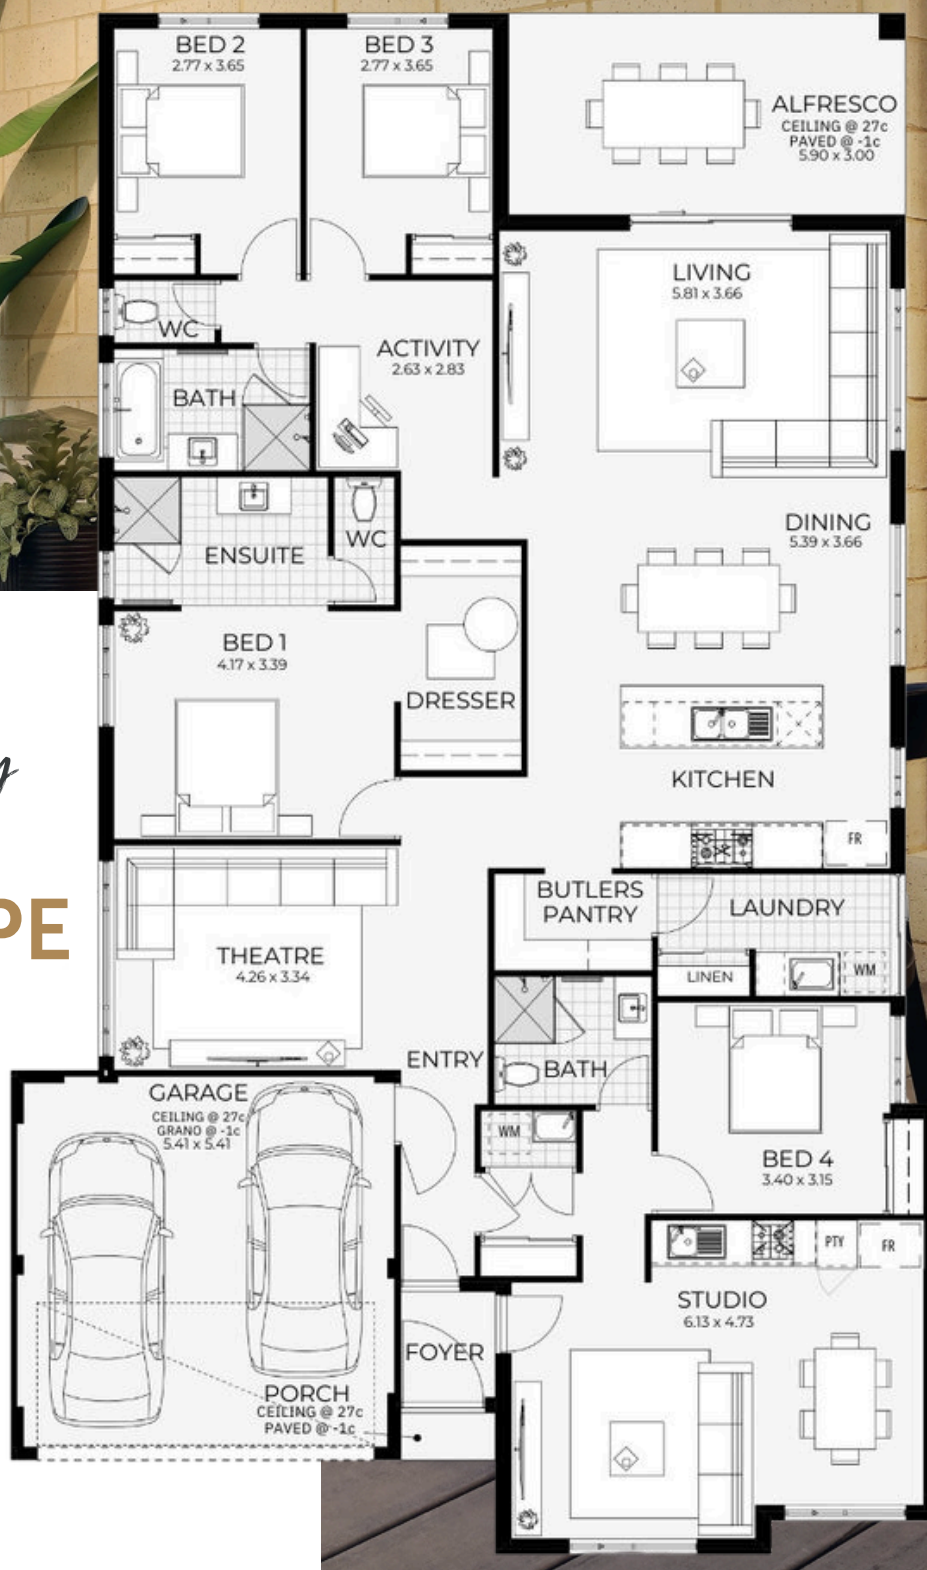 BED 2
2.77 x 3.65
BED 3
2.77 x 3.65
ALFRESCO
CEILING @ 27c
PAVED @ -1c
5.90 x 3.00
LIVING
5.81 x 3.66
WC
ACTIVITY
2.63 x 2.83
BATH
DINING
5.39 x 3.66
WC
ENSUITE
BED 1
4.17 x 3.39
DRESSER
KITCHEN
FR
PE
BUTLERS
PANTRY
LAUNDRY
THEATRE
4.26 x 3.34
LINEN
WM
ENTRY
BATH
GARAGE
CEILING @ 27c
GRANO @ -1c
5.41 x 5.41
WM
BED 4
3.40 x 3.15
PTY
FR
STUDIO
6.13 x 4.73
FOYER
PORCH
CEILING @ 27c
PAVED @ -1c